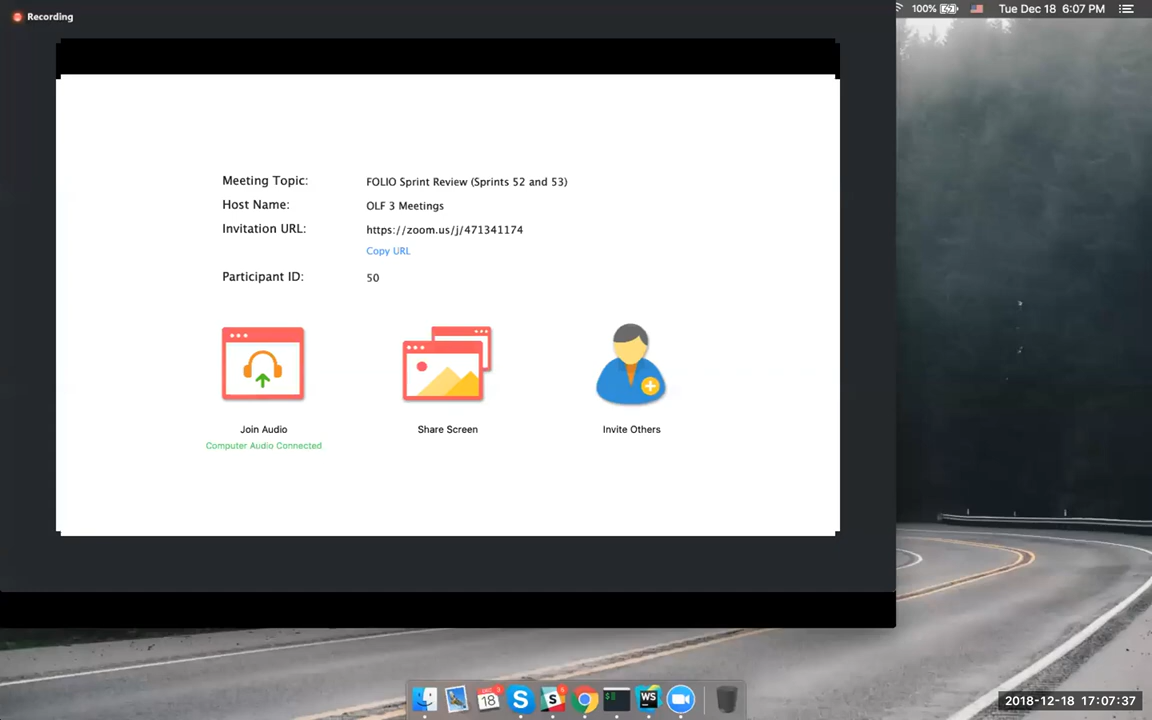 Recording
100%
Tue Dec 18 6:07 PM
Meeting Topic: FOLIO Sprint Review (Sprints 52 and 53)
Host Name: OLF 3 Meetings
Invitation URL: https://zoom.us/j/471341174
Copy URL
Participant ID: 50
Join Audio
Share Screen
Invite Others
Computer Audio Connected
18
S
S
WS
2018-12-18 17:07:37